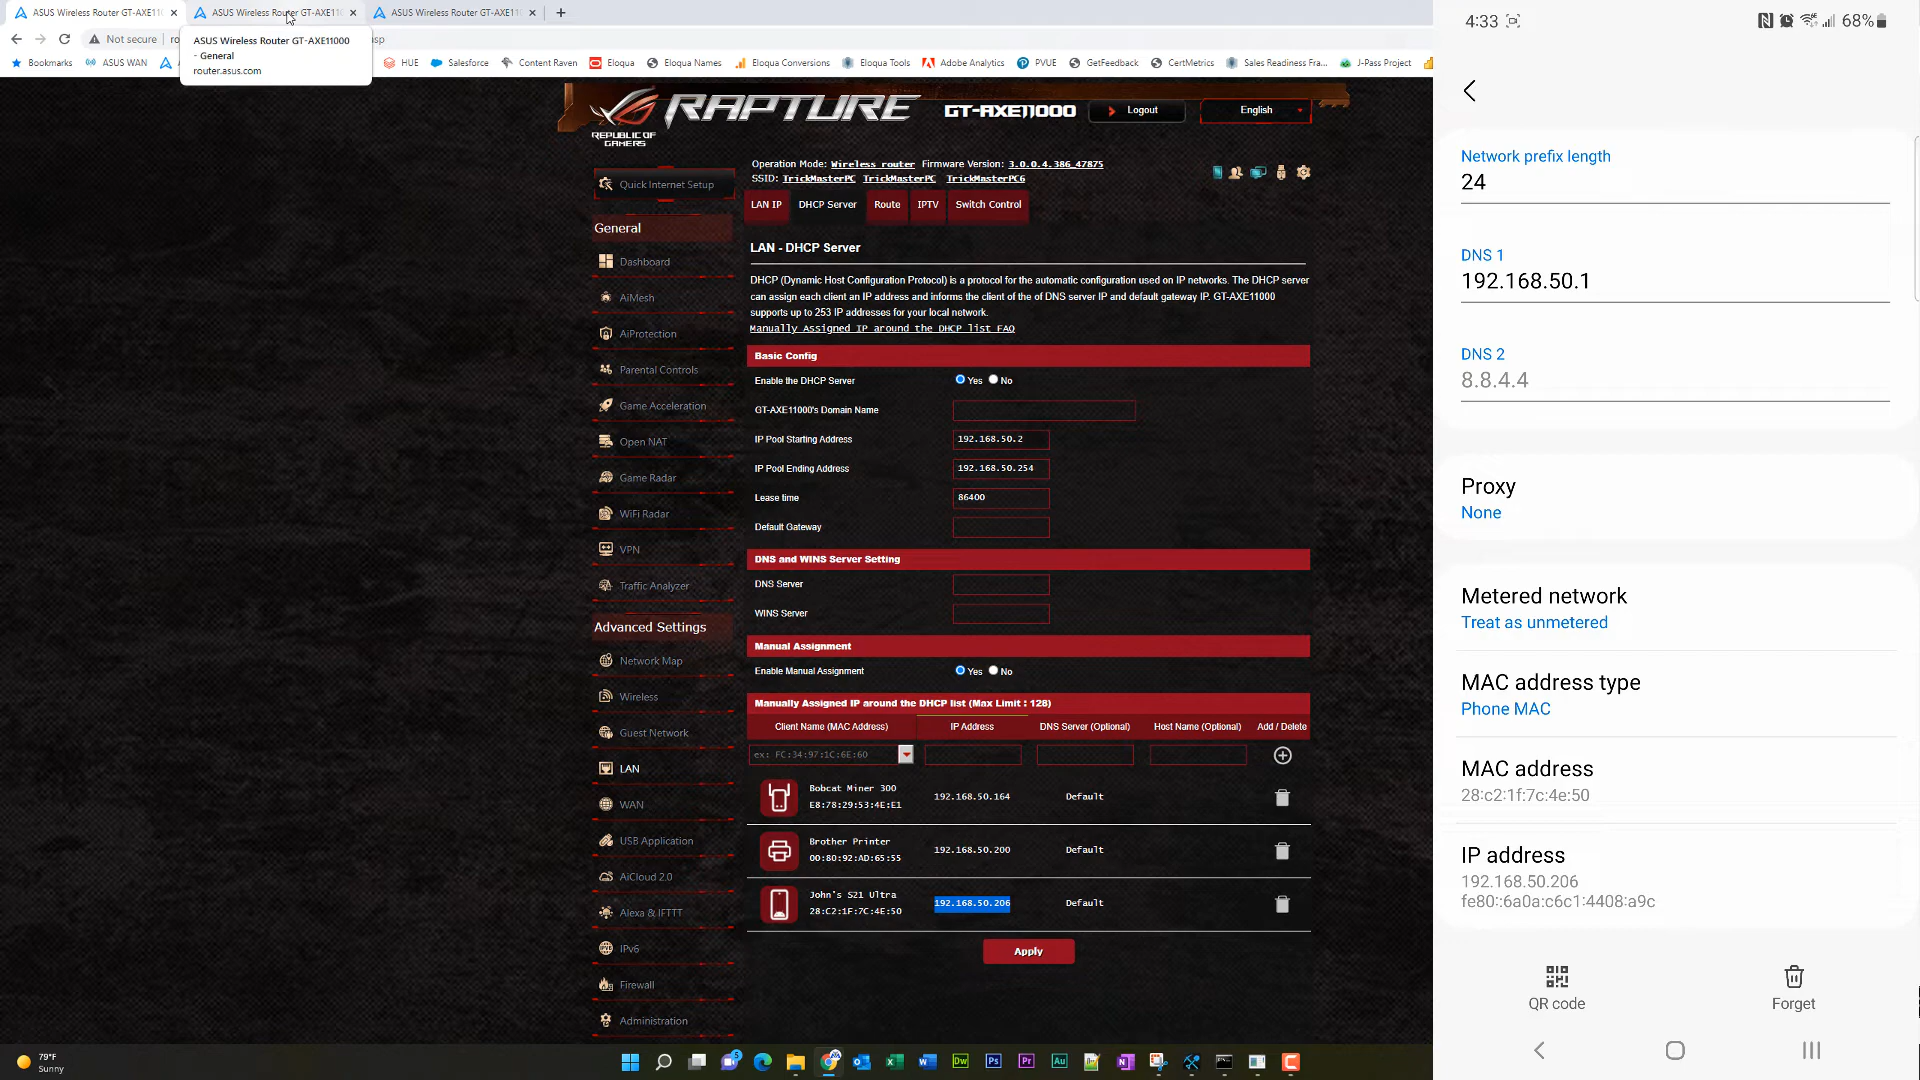 ASUS Wireless Router GT-AXE11
ASUS Wireless Router GT-AXE110
ASUS Wireless Router GT-AXE110
Not secure
ro
sp
ASUS Wireless Router GT-AXE11000
- General
router.asus.com
Bookmarks
ASUS WAN
A
HUE
Salesforce
Content Raven
Eloqua
Eloqua Names
Eloqua Conversions
Eloqua Tools
Adobe Analytics
PVUE
GetFeedback
CertMetrics
Sales Readiness Fra...
J-Pass Project
REPUBLIC OF
GAMERS
RAPTURE
GT-AXE11000
Logout
English
Operation Mode: Wireless router Firmware Version: 3.0.0.4.386_47875
SSID: TrickMasterPC TrickMasterPC TrickMasterPC6
Quick Internet Setup
General
Dashboard
AiMesh
AiProtection
Parental Controls
Game Acceleration
Open NAT
Game Radar
WiFi Radar
VPN
Traffic Analyzer
Advanced Settings
Network Map
Wireless
Guest Network
LAN
WAN
USB Application
AiCloud 2.0
Alexa & IFTTT
IPv6
Firewall
Administration
LAN IP
DHCP Server
Route
IPTV
Switch Control
LAN - DHCP Server
DHCP (Dynamic Host Configuration Protocol) is a protocol for the automatic configuration used on IP networks. The DHCP server
can assign each client an IP address and informs the client of the of DNS server IP and default gateway IP. GT-AXE11000
supports up to 253 IP addresses for your local network.
Manually Assigned IP around the DHCP list FAQ
Basic Config
Enable the DHCP Server Yes No
GT-AXE11000's Domain Name
IP Pool Starting Address 192.168.50.2
IP Pool Ending Address 192.168.50.254
Lease time 86400
Default Gateway
DNS and WINS Server Setting
DNS Server
WINS Server
Manual Assignment
Enable Manual Assignment Yes No
Manually Assigned IP around the DHCP list (Max Limit : 128)
Client Name (MAC Address) IP Address DNS Server (Optional) Host Name (Optional) Add / Delete
ex: FC:34:97:1C:6E:60
Bobcat Miner 300
E8:78:29:53:4E:E1
192.168.50.164 Default
Brother Printer
00:80:92:AD:65:55
192.168.50.200 Default
John's S21 Ultra
28:C2:1F:7C:4E:50
192.168.50.206 Default
Apply
79°F
Sunny
4:33
68%
Network prefix length
24
DNS 1
192.168.50.1
DNS 2
8.8.4.4
Proxy
None
Metered network
Treat as unmetered
MAC address type
Phone MAC
MAC address
28:c2:1f:7c:4e:50
IP address
192.168.50.206
fe80::6a0a:c6c1:4408:a9c
QR code
Forget